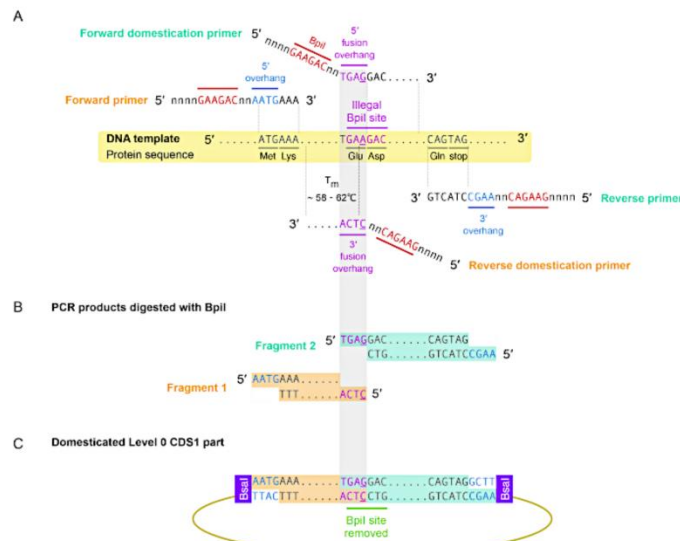 A
Forward domestication primer 5′ nnnnGAAGACnnTGAGGAC..... 3′
BpiI
5′ fusion overhang
5′ overhang
Forward primer 5′ nnnnGAAGACnnAATGAAA 3′
Illegal BpiI site
DNA template 5′ ......ATGAAA......TGAAGAC......CAGTAG...... 3′
Protein sequence Met Lys Glu Asp Gln stop
Tm ~ 58 - 62℃
3′ GTCATCCGAAnnCAGAAGnnnn 5′ Reverse primer
3′ overhang
3′ ......ACTCnnCAGAAGnnnn 5′
3′ fusion overhang
Reverse domestication primer
B PCR products digested with BpiI
Fragment 2 5′ TGAGGAC......CAGTAG
CTG......GTCATCCGAA 5′
Fragment 1 5′ AATGAAA......
TTT......ACTC 5′
C Domesticated Level 0 CDS1 part
BsaI AATGAAA......TGAGGAC......CAGTAGGCTT BsaI
TTACTTT......ACTCCTG......GTCATCCGAA
BpiI site removed